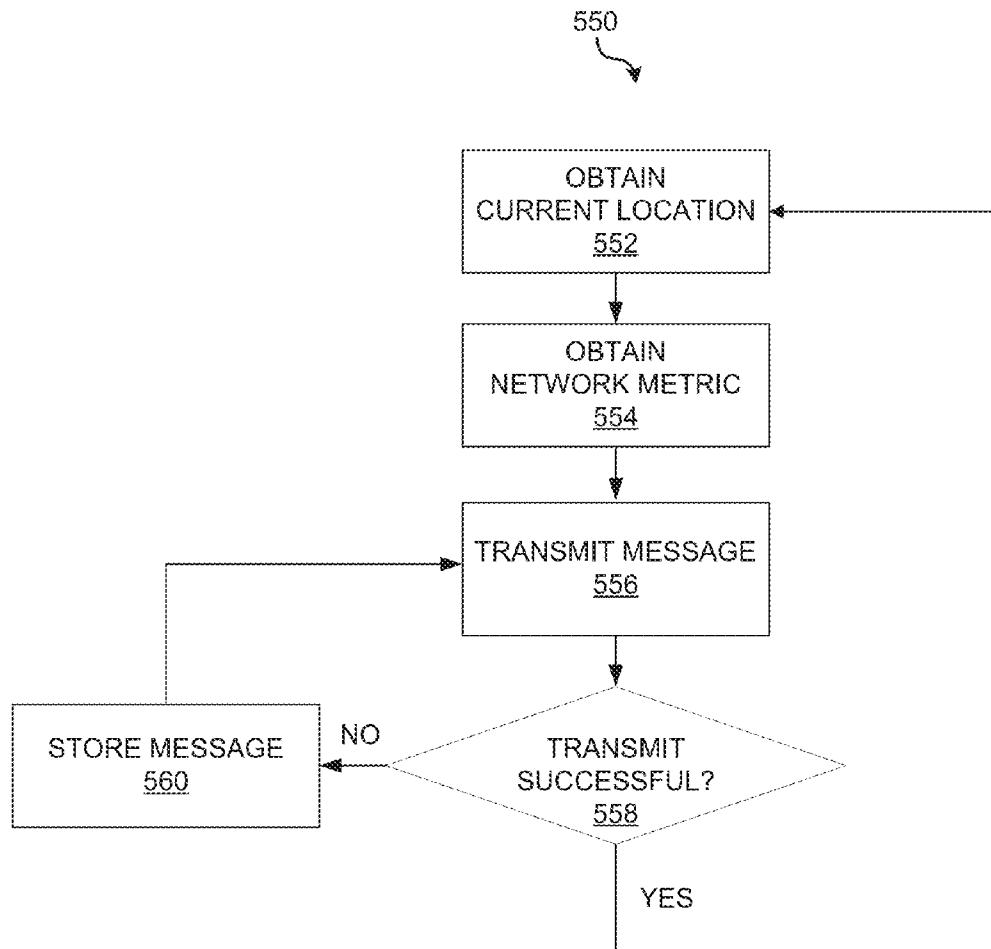 550
OBTAIN
CURRENT LOCATION
552
OBTAIN
NETWORK METRIC
554
TRANSMIT MESSAGE
556
STORE MESSAGE
560
NO
TRANSMIT
SUCCESSFUL?
558
YES